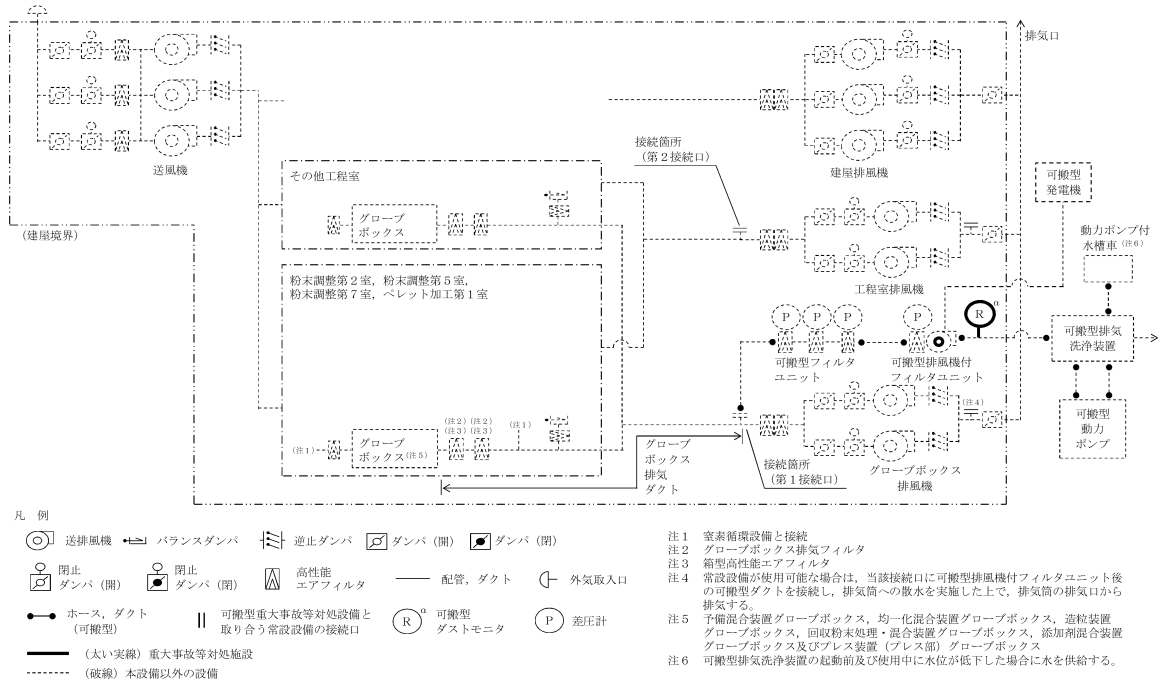 排気口
送風機
建屋排風機
接続箇所
（第２接続口）
可搬型
発電機
その他工程室
グローブ
ボックス
（建屋境界）
動力ポンプ付
水槽車（注６）
粉末調整第２室，粉末調整第５室，
粉末調整第７室，ペレット加工第１室
工程室排風機
P
P
P
P
R
α
可搬型排気
洗浄装置
可搬型フィルタ
ユニット
可搬型排風機付
フィルタユニット
（注４）
可搬型
動力
ポンプ
（注２）（注２）
（注３）（注３）
（注１）
（注１）
グローブ
ボックス（注５）
グローブ
ボックス
排気
ダクト
接続箇所
（第１接続口）
グローブボックス
排風機
凡　例
送排風機
バランスダンパ
逆止ダンパ
ダンパ（開）
ダンパ（閉）
閉止
ダンパ（開）
閉止
ダンパ（閉）
高性能
エアフィルタ
配管，ダクト
外気取入口
ホース，ダクト
（可搬型）
可搬型重大事故等対処設備と
取り合う常設設備の接続口
R
α
可搬型
ダストモニタ
P
差圧計
（太い実線）重大事故等対処施設
（破線）本設備以外の設備
注１　窒素循環設備と接続
注２　グローブボックス排気フィルタ
注３　箱型高性能エアフィルタ
注４　常設設備が使用可能な場合は，当該接続口に可搬型排風機付フィルタユニット後
の可搬型ダクトを接続し，排気筒への散水を実施した上で，排気筒の排気口から
排気する。
注５　予備混合装置グローブボックス，均一化混合装置グローブボックス，造粒装置
グローブボックス，回収粉末処理・混合装置グローブボックス，添加剤混合装置
グローブボックス及びプレス装置（プレス部）グローブボックス
注６　可搬型排気洗浄装置の起動前及び使用中に水位が低下した場合に水を供給する。